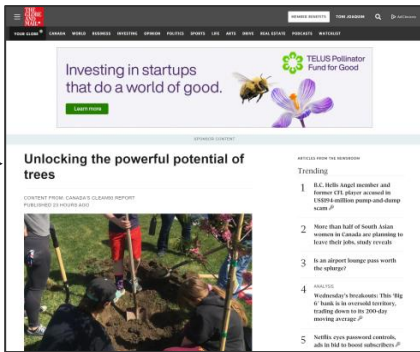 THE
GLOBE
AND
MAIL
MEMBER BENEFITS
TOM JOAQUIN
YOUR GLOBE
CANADA WORLD BUSINESS INVESTING OPINION POLITICS SPORTS LIFE ARTS DRIVE REAL ESTATE PODCASTS WATCHLIST
Investing in startups
that do a world of good.
Learn more
TELUS Pollinator
Fund for Good
SPONSOR CONTENT
Unlocking the powerful potential of
trees
CONTENT FROM: CANADA'S CLEAN50 REPORT
PUBLISHED 23 HOURS AGO
ARTICLES FROM THE NEWSROOM
Trending
1 B.C. Hells Angel member and
former CFL player accused in
US$194-million pump-and-dump
scam
2 More than half of South Asian
women in Canada are planning to
leave their jobs, study reveals
3 Is an airport lounge pass worth
the splurge?
4 ANALYSIS
Wednesday's breakouts: This 'Big
6' bank is in oversold territory,
trading down to its 200-day
moving average
5 Netflix eyes password controls,
ads in bid to boost subscribers